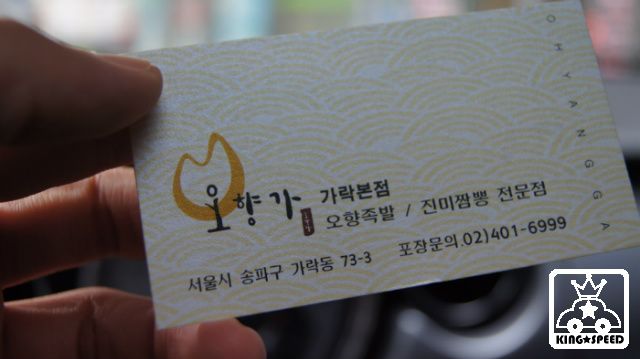 OHYANGGA
오향가
가락본점
오향족발 / 진미짬뽕 전문점
서울시 송파구 가락동 73-3 포장문의.02)401-6999
KING★SPEED